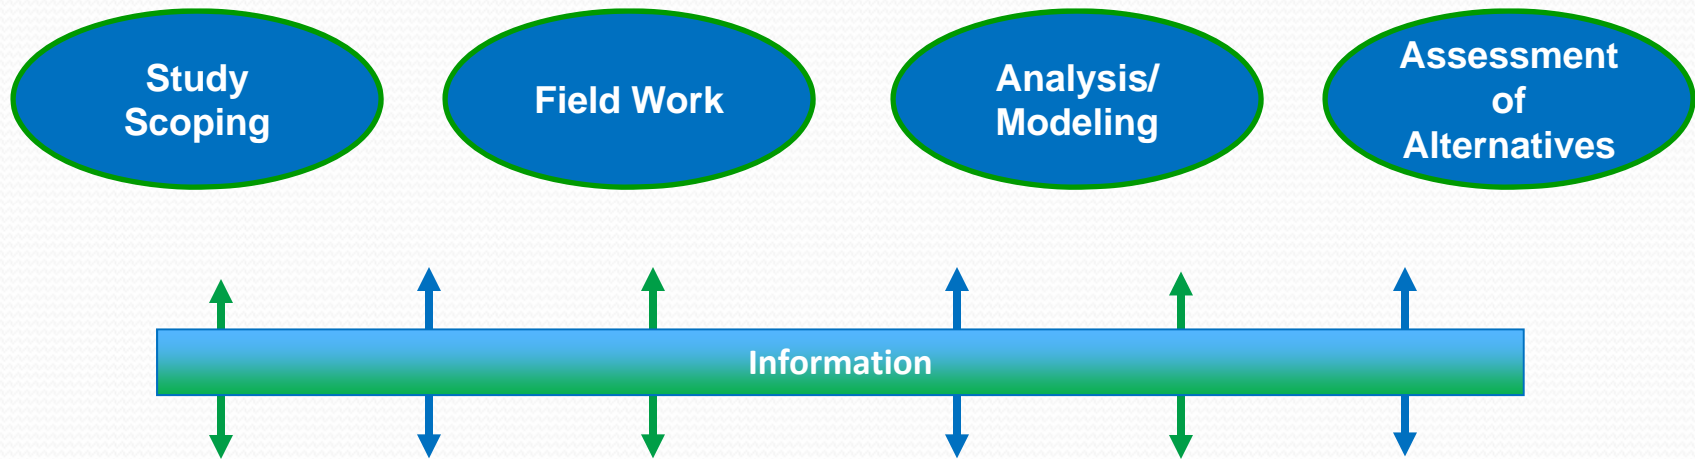 Study
Scoping
Field Work
Analysis/
Modeling
Assessment
of
Alternatives
Information